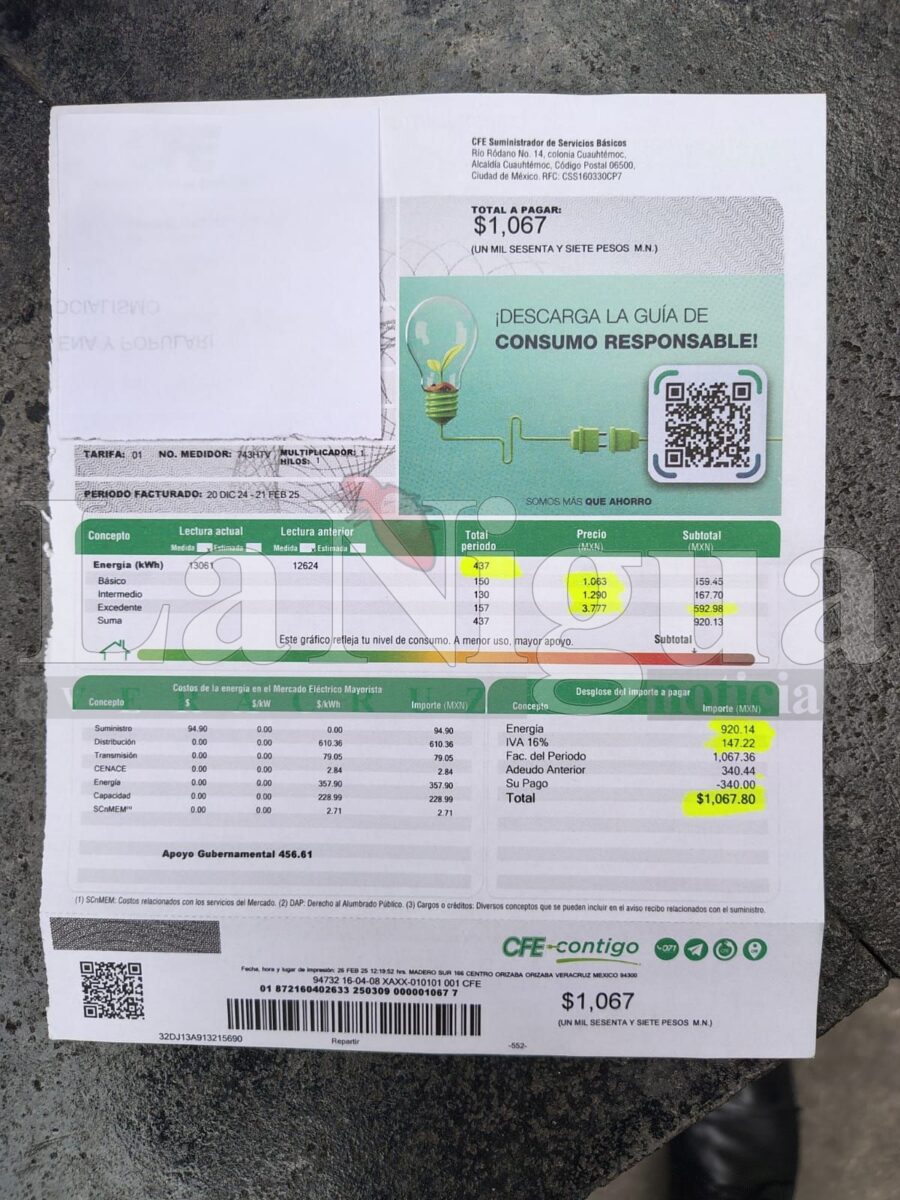 CFE Suministrador de Servicios Básicos
Río Ródano No. 14, colonia Cuauhtémoc,
Alcaldía Cuauhtémoc, Código Postal 06500,
Ciudad de México. RFC: CSS160330CP7
TOTAL A PAGAR:
$1,067
(UN MIL SESENTA Y SIETE PESOS M.N.)
¡DESCARGA LA GUÍA DE
CONSUMO RESPONSABLE!
SOMOS MÁS QUE AHORRO
TARIFA: 01 NO. MEDIDOR: MULTIPLICADOR: 1
HILOS: 1
PERIODO FACTURADO: 20 DIC 24 - 21 FEB 25
Concepto Lectura actual Lectura anterior Total periodo Precio (MXN) Subtotal (MXN)
Medida Estimada Medida Estimada
Energía (kWh) 13061 12624 437
Básico 150 1.063 159.45
Intermedio 130 1.290 167.70
Excedente 157 3.777 592.98
Suma 437 920.13
Este gráfico refleja tu nivel de consumo. A menor uso, mayor apoyo. Subtotal
LaNigua
VERACRUZ noticia
Costos de la energía en el Mercado Eléctrico Mayorista
Concepto $ $/kW $/kWh Importe (MXN)
Suministro 94.90 0.00 0.00 94.90
Distribución 0.00 0.00 610.36 610.36
Transmisión 0.00 0.00 79.05 79.05
CENACE 0.00 0.00 2.84 2.84
Energía 0.00 0.00 357.90 357.90
Capacidad 0.00 0.00 228.99 228.99
SCnMEM(1) 0.00 0.00 2.71 2.71
Apoyo Gubernamental 456.61
Desglose del importe a pagar
Concepto Importe (MXN)
Energía 920.14
IVA 16% 147.22
Fac. del Periodo 1,067.36
Adeudo Anterior 340.44
Su Pago -340.00
Total $1,067.80
(1) SCnMEM: Costos relacionados con los servicios del Mercado. (2) DAP: Derecho al Alumbrado Público. (3) Cargos o créditos: Diversos conceptos que se pueden incluir en el aviso recibo relacionados con el suministro.
CFE contigo
071
Fecha, hora y lugar de impresión: 26 FEB 25 12:19:52 hrs. MADERO SUR 166 CENTRO ORIZABA ORIZABA VERACRUZ MEXICO 94300
94732 16-04-08 XAXX-010101 001 CFE
01 872160402633 250309 000001067 7
$1,067
(UN MIL SESENTA Y SIETE PESOS M.N.)
32DJ13A913215690
Repartir
-552-